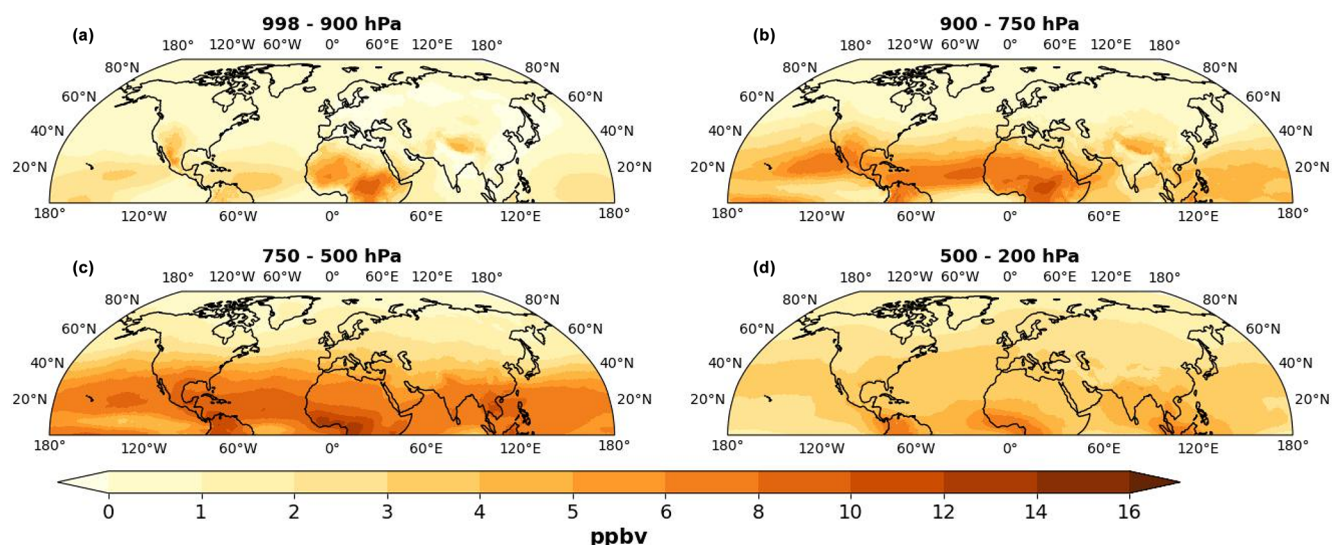 998 - 900 hPa 900 - 750 hPa
(a) (b)
180° 120°W 60°W 0° 60°E 120°E 180° 180° 120°W 60°W 0° 60°E 120°E 180°
80°N 80°N 80°N 80°N
60°N 60°N 60°N 60°N
40°N 40°N 40°N 40°N
20°N 20°N 20°N 20°N
180° 120°W 60°W 0° 60°E 120°E 180° 180° 120°W 60°W 0° 60°E 120°E 180°
750 - 500 hPa 500 - 200 hPa
(c) (d)
180° 120°W 60°W 0° 60°E 120°E 180° 180° 120°W 60°W 0° 60°E 120°E 180°
80°N 80°N 80°N 80°N
60°N 60°N 60°N 60°N
40°N 40°N 40°N 40°N
20°N 20°N 20°N 20°N
180° 120°W 60°W 0° 60°E 120°E 180° 180° 120°W 60°W 0° 60°E 120°E 180°
0 1 2 3 4 5 6 8 10 12 14 16
ppbv